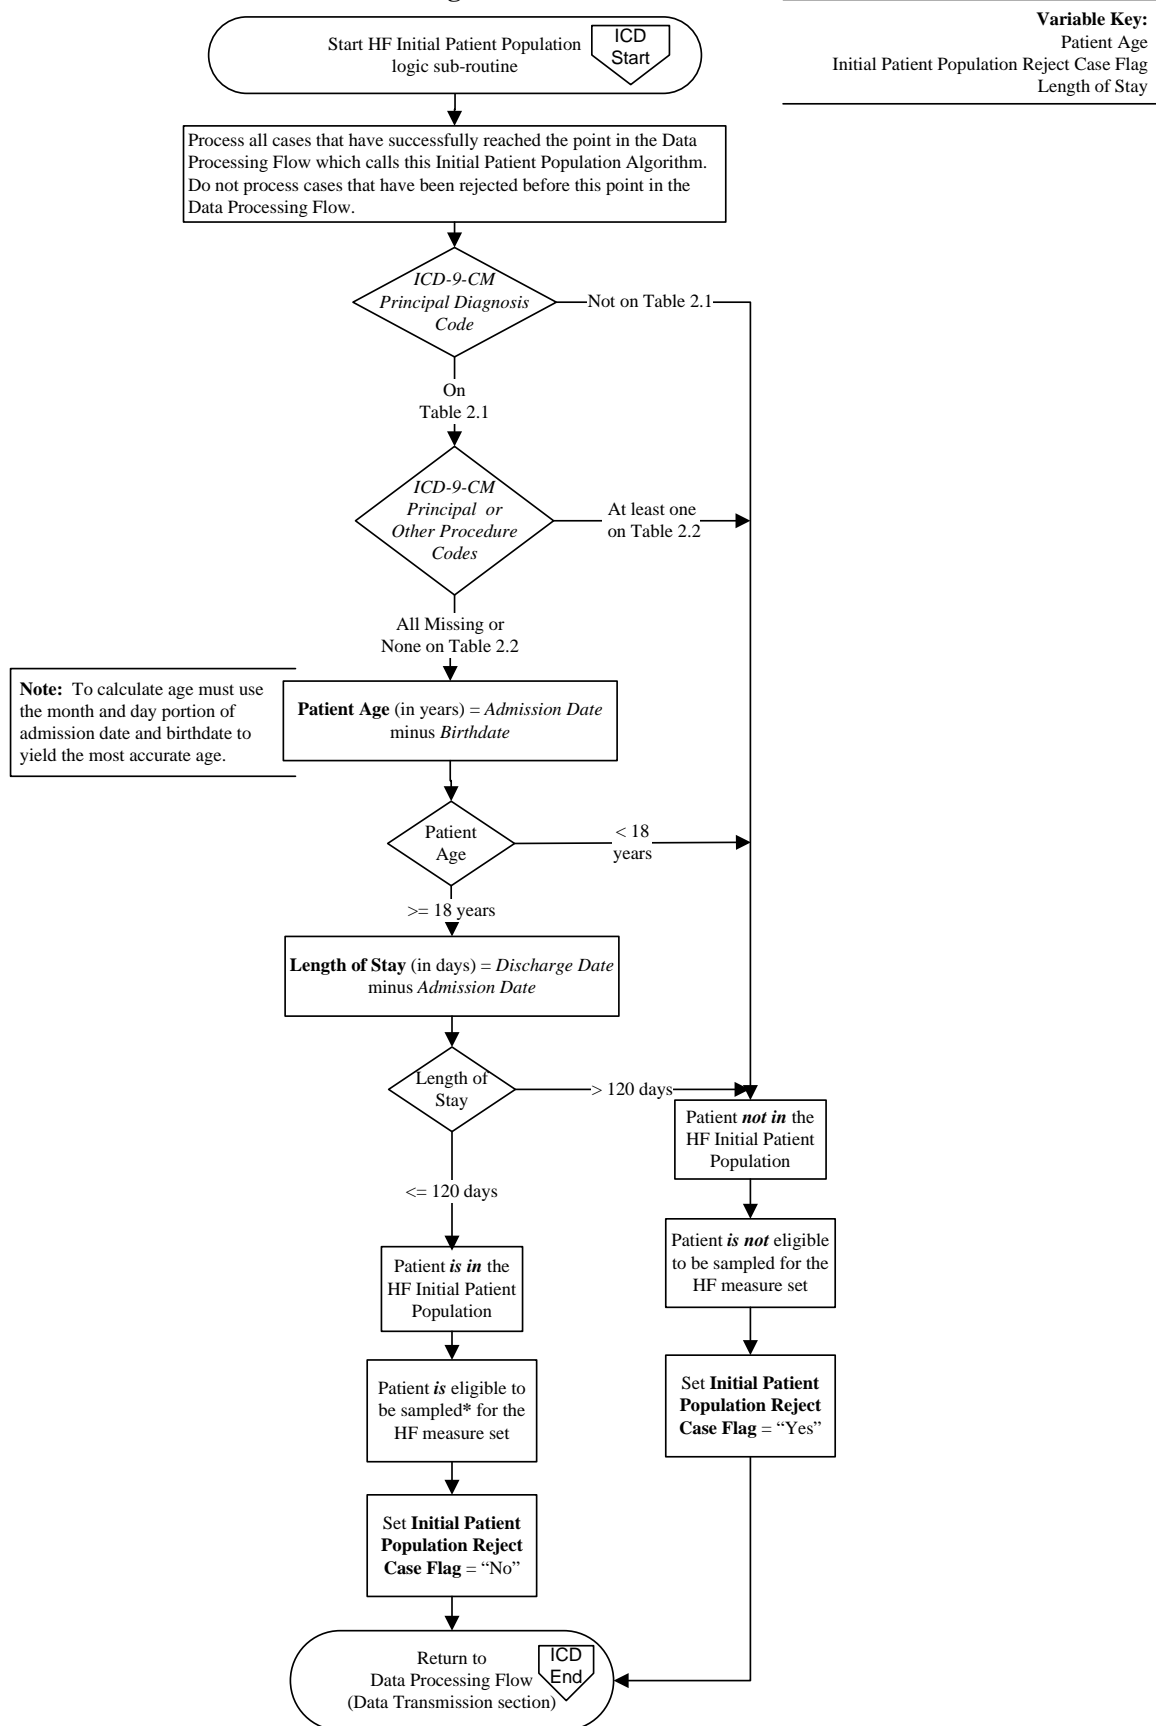 Variable Key:
Patient Age
Initial Patient Population Reject Case Flag
Length of Stay
Start HF Initial Patient Population
logic sub-routine
ICD
Start
Process all cases that have successfully reached the point in the Data
Processing Flow which calls this Initial Patient Population Algorithm.
Do not process cases that have been rejected before this point in the
Data Processing Flow.
ICD-9-CM
Principal Diagnosis
Code
Not on Table 2.1
On
Table 2.1
ICD-9-CM
Principal or
Other Procedure
Codes
At least one
on Table 2.2
All Missing or
None on Table 2.2
Note: To calculate age must use
the month and day portion of
admission date and birthdate to
yield the most accurate age.
Patient Age (in years) = Admission Date
minus Birthdate
Patient
Age
< 18
years
>= 18 years
Length of Stay (in days) = Discharge Date
minus Admission Date
Length of
Stay
> 120 days
<= 120 days
Patient not in the
HF Initial Patient
Population
Patient is not eligible
to be sampled for the
HF measure set
Set Initial Patient
Population Reject
Case Flag = “Yes”
Patient is in the
HF Initial Patient
Population
Patient is eligible to
be sampled* for the
HF measure set
Set Initial Patient
Population Reject
Case Flag = “No”
Return to
Data Processing Flow
(Data Transmission section)
ICD
End